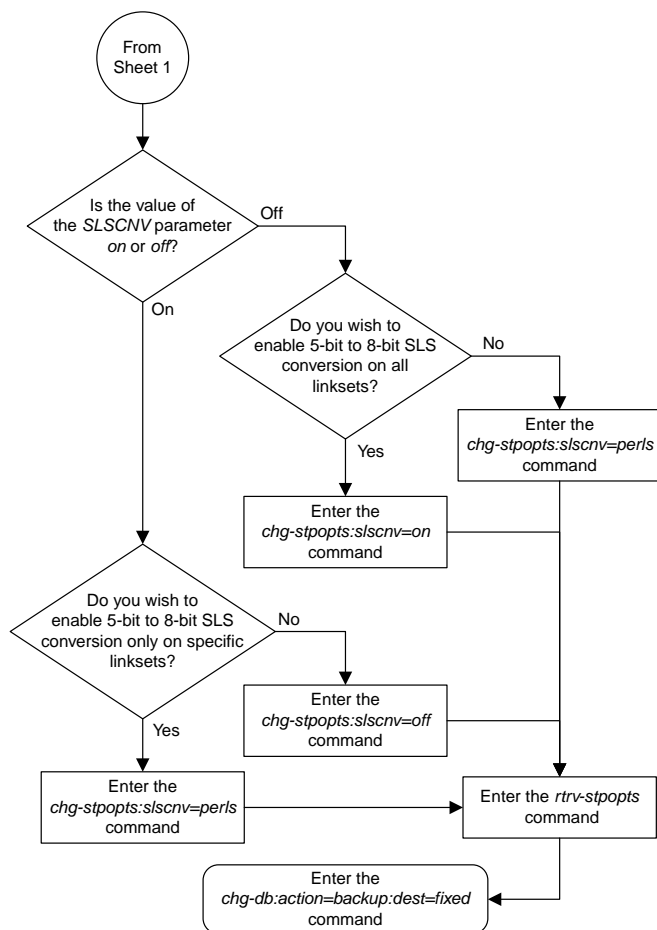 From
Sheet 1
Is the value of
the SLSCNV parameter
on or off?
Off
On
Do you wish to
enable 5-bit to 8-bit SLS
conversion on all
linksets?
No
Yes
Enter the
chg-stpopts:slscnv=perls
command
Enter the
chg-stpopts:slscnv=on
command
Do you wish to
enable 5-bit to 8-bit SLS
conversion only on specific
linksets?
No
Yes
Enter the
chg-stpopts:slscnv=off
command
Enter the
chg-stpopts:slscnv=perls
command
Enter the rtrv-stpopts
command
Enter the
chg-db:action=backup:dest=fixed
command